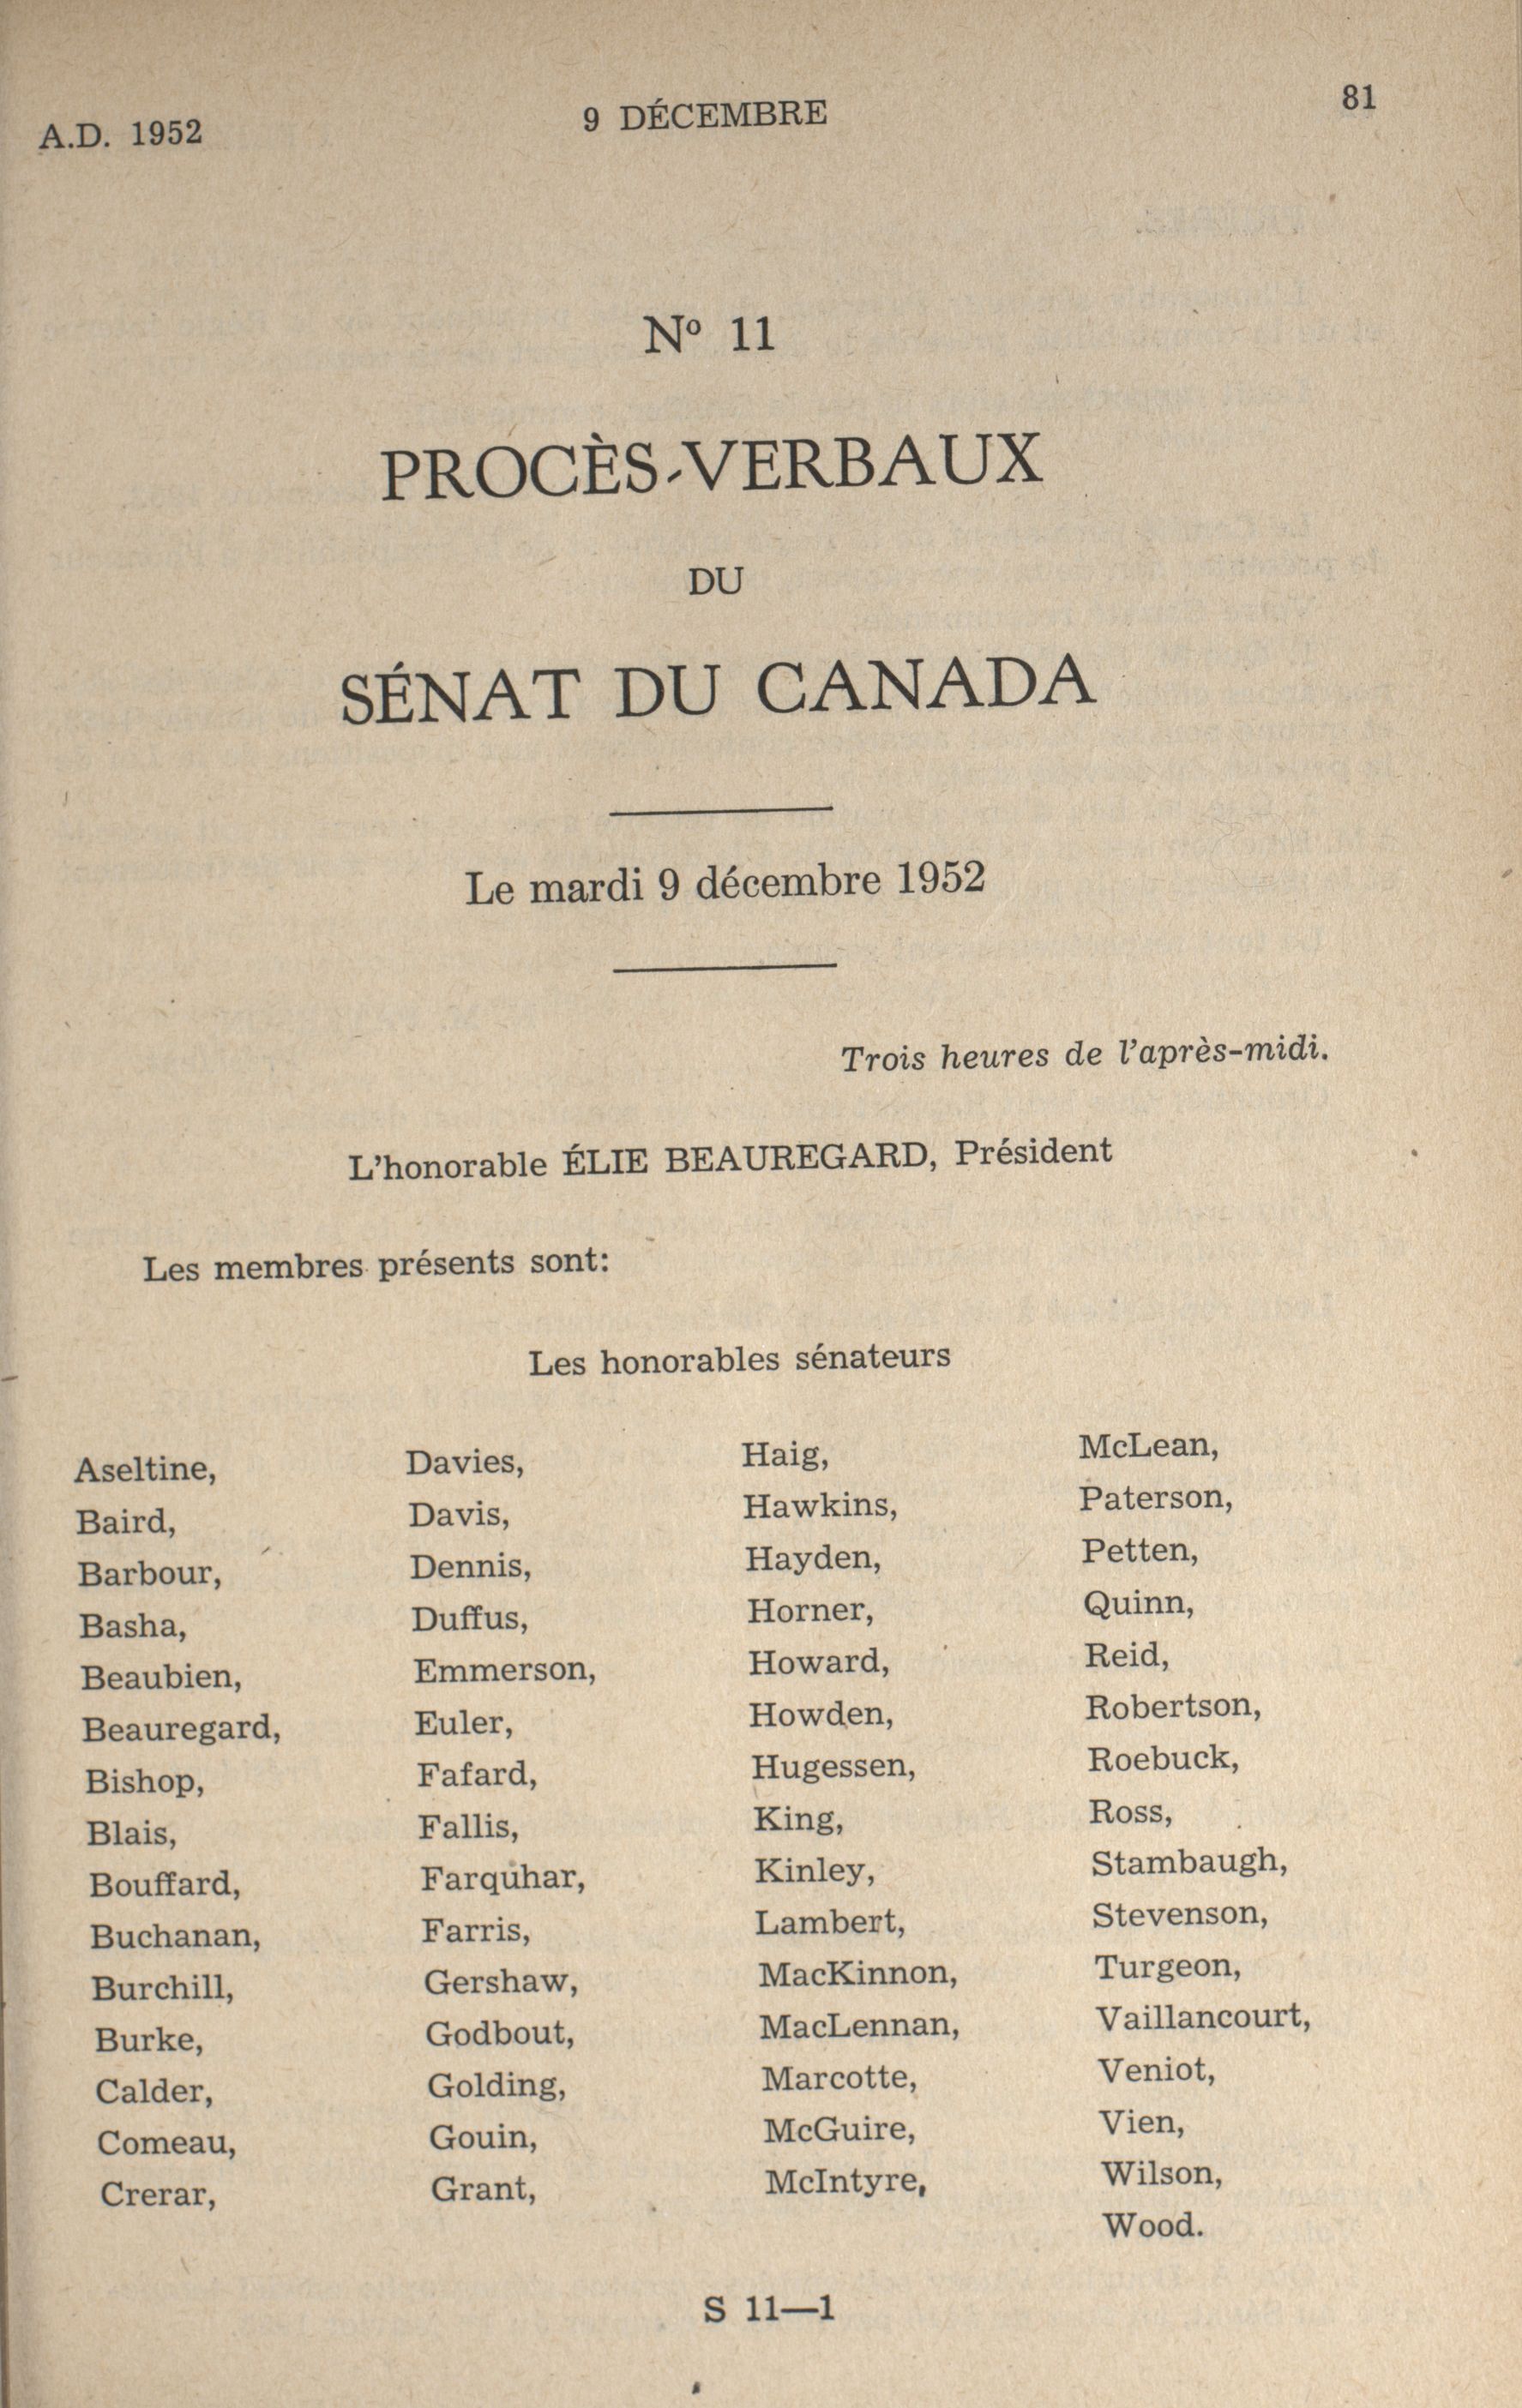 A.D. 1952
9 DÉCEMBRE
81
Nº 11
PROCÈS-VERBAUX
DU
SÉNAT DU CANADA
Le mardi 9 décembre 1952
Trois heures de l'après-midi.
L'honorable ÉLIE BEAUREGARD, Président
Les membres présents sont:
Les honorables sénateurs
Aseltine,
Baird,
Barbour,
Basha,
Beaubien,
Beauregard,
Bishop,
Blais,
Bouffard,
Buchanan,
Burchill,
Burke,
Calder,
Comeau,
Crerar,
Davies,
Davis,
Dennis,
Duffus,
Emmerson,
Euler,
Fafard,
Fallis,
Farquhar,
Farris,
Gershaw,
Godbout,
Golding,
Gouin,
Grant,
Haig,
Hawkins,
Hayden,
Horner,
Howard,
Howden,
Hugessen,
King,
Kinley,
Lambert,
MacKinnon,
MacLennan,
Marcotte,
McGuire,
McIntyre,
McLean,
Paterson,
Petten,
Quinn,
Reid,
Robertson,
Roebuck,
Ross,
Stambaugh,
Stevenson,
Turgeon,
Vaillancourt,
Veniot,
Vien,
Wilson,
Wood.
S 11—1